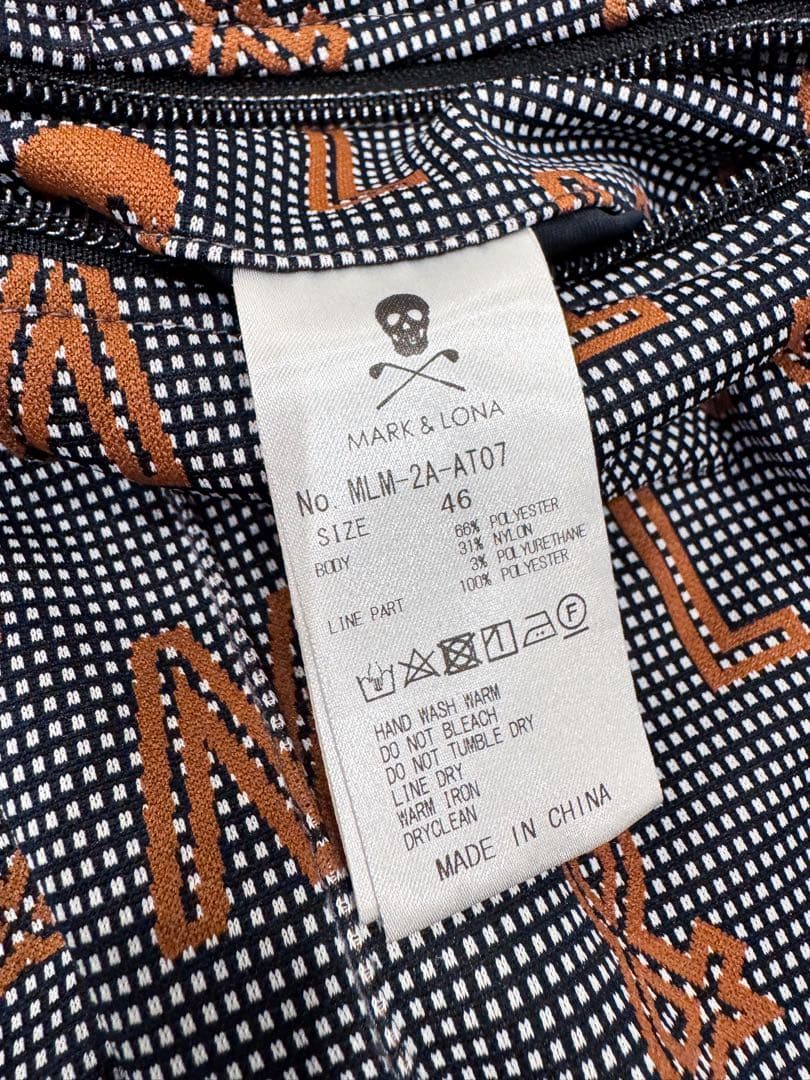 MARK & LONA
No. MLM-2A-AT07
SIZE 46
BODY 66% POLYESTER
31% NYLON
3% POLYURETHANE
LINE PART 100% POLYESTER
F
HAND WASH WARM
DO NOT BLEACH
DO NOT TUMBLE DRY
LINE DRY
WARM IRON
DRYCLEAN
MADE IN CHINA
N
L
&